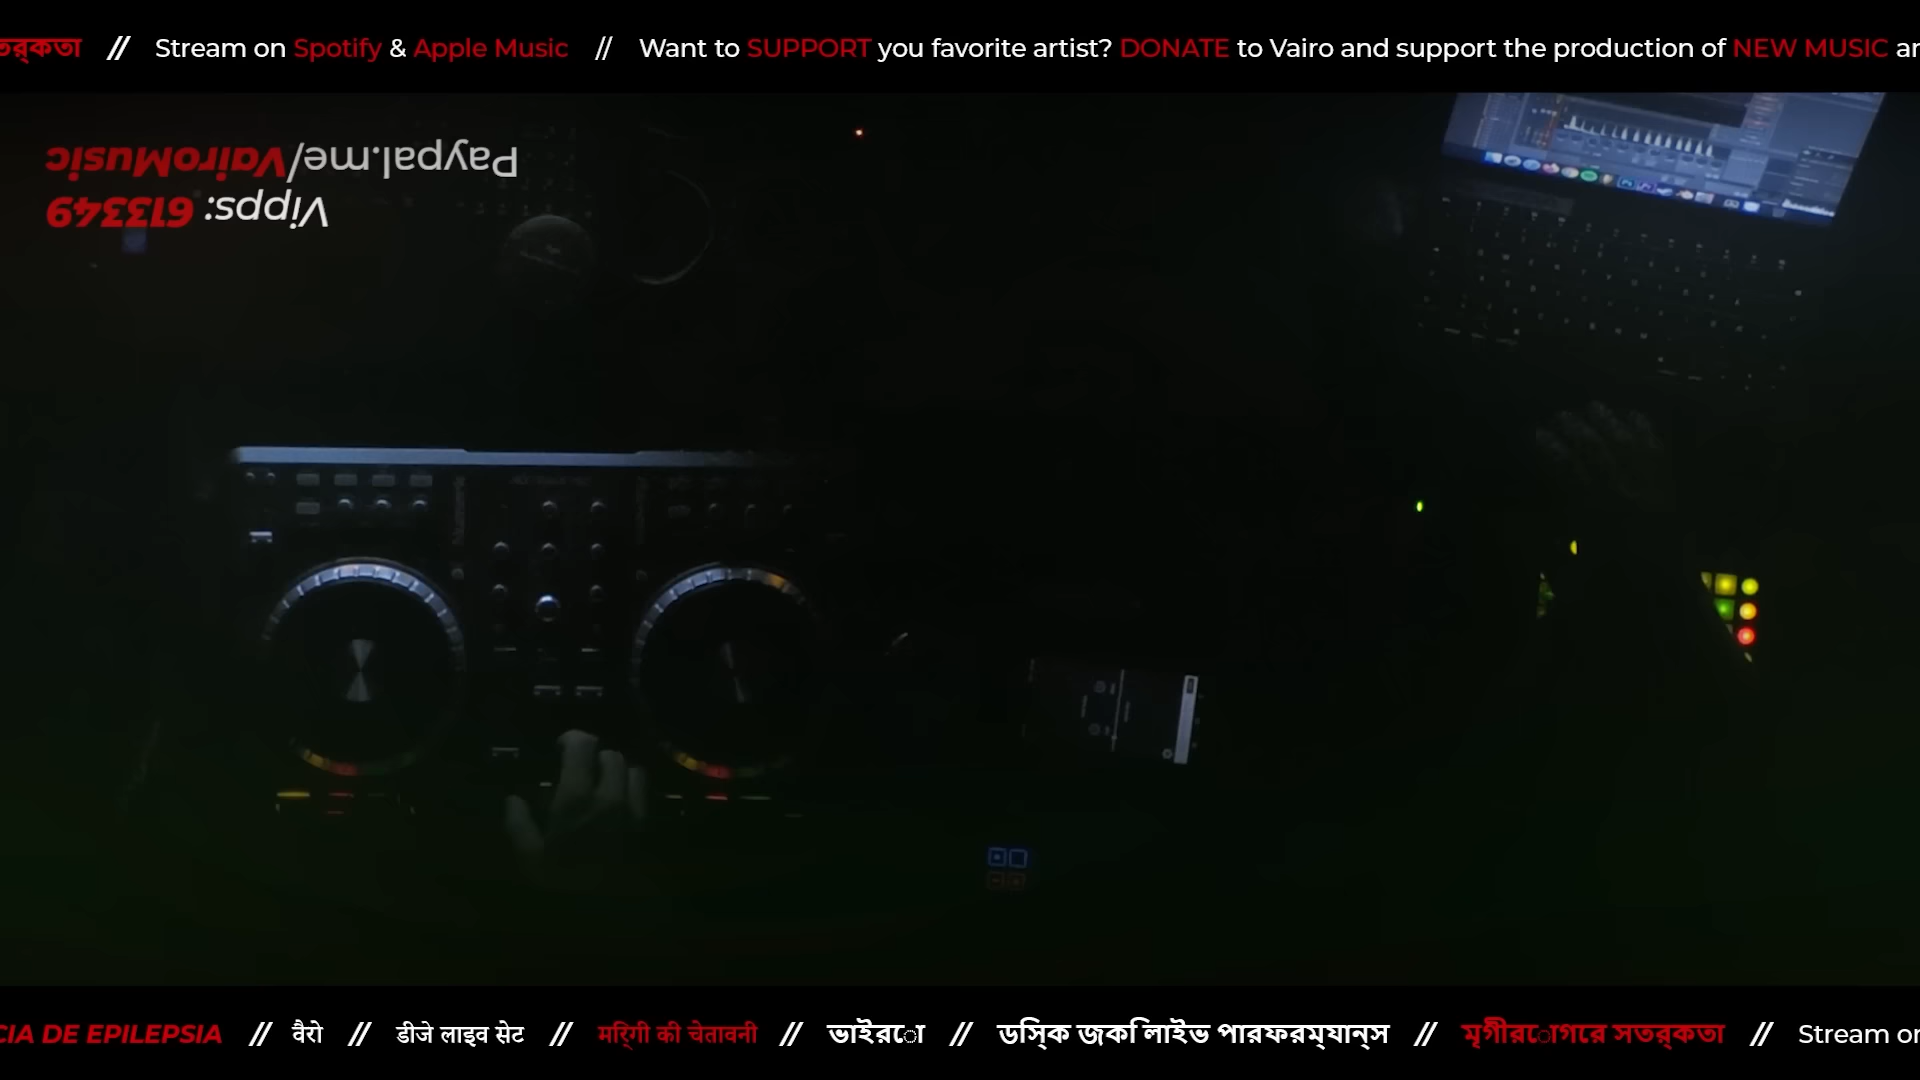 তর্কতা // Stream on Spotify & Apple Music // Want to SUPPORT you favorite artist? DONATE to Vairo and support the production of NEW MUSIC ar
Paypal.me/VairoMusic
Vipps: 613349
CIA DE EPILEPSIA // वैरो // डीजे लाइव सेट // मिर्गी की चेतावनी // ভাইরো // ডিস্ক জকি লাইভ পারফরম্যান্স // মৃগীরোগের সতর্কতা // Stream on